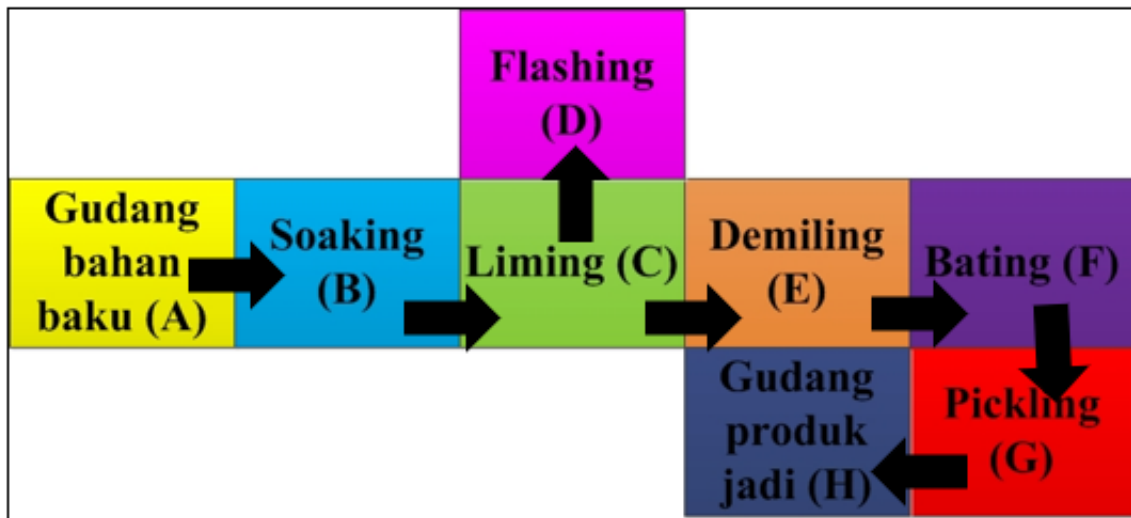 Flashing
(D)
Gudang
bahan
baku (A)
Soaking
(B)
Liming (C)
Demiling
(E)
Bating (F)
Gudang
produk
jadi (H)
Pickling
(G)